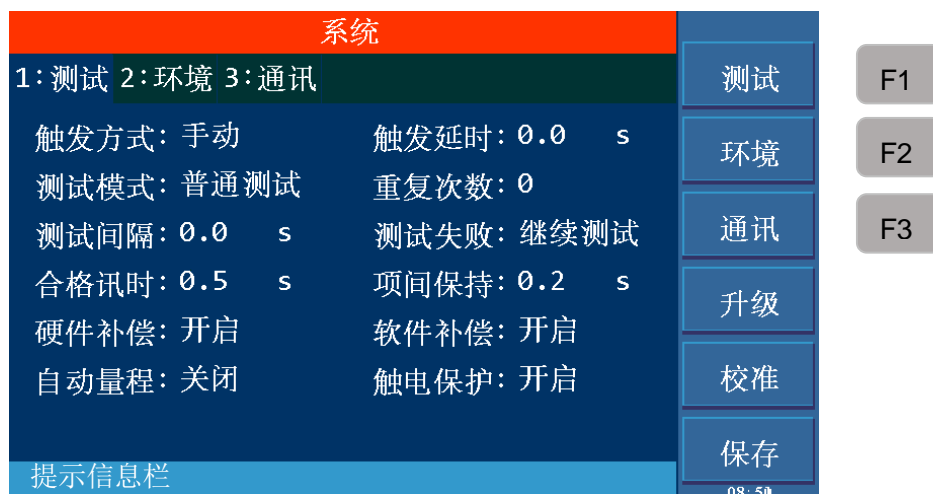 系统
1:测试 2:环境 3:通讯
触发方式: 手动 触发延时: 0.0 s
测试模式: 普通测试 重复次数: 0
测试间隔: 0.0 s 测试失败: 继续测试
合格讯时: 0.5 s 项间保持: 0.2 s
硬件补偿: 开启 软件补偿: 开启
自动量程: 关闭 触电保护: 开启
提示信息栏
测试 F1
环境 F2
通讯 F3
升级
校准
保存